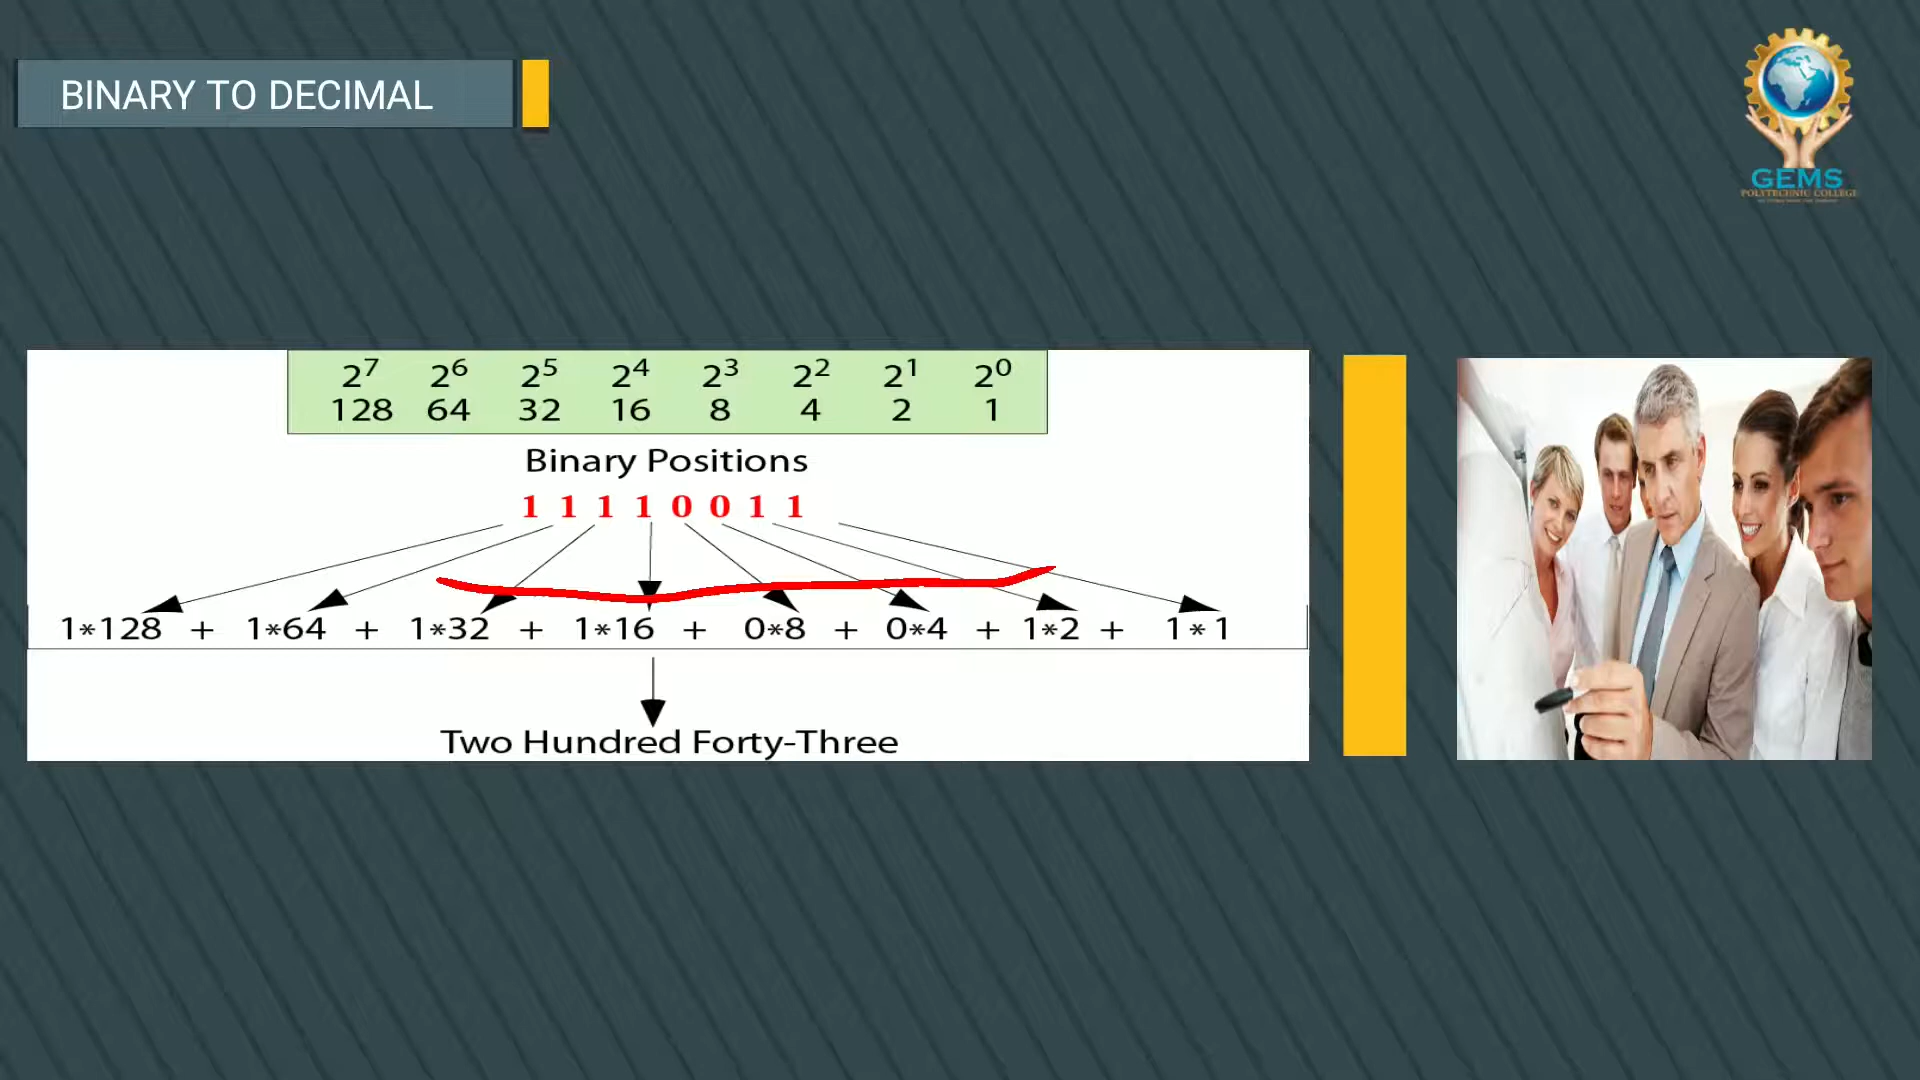 BINARY TO DECIMAL
GEMS
POLYTECHNIC COLLEGE
2⁷ 2⁶ 2⁵ 2⁴ 2³ 2² 2¹ 2⁰
128 64 32 16 8 4 2 1
Binary Positions
1 1 1 1 0 0 1 1
1*128 + 1*64 + 1*32 + 1*16 + 0*8 + 0*4 + 1*2 + 1*1
Two Hundred Forty-Three